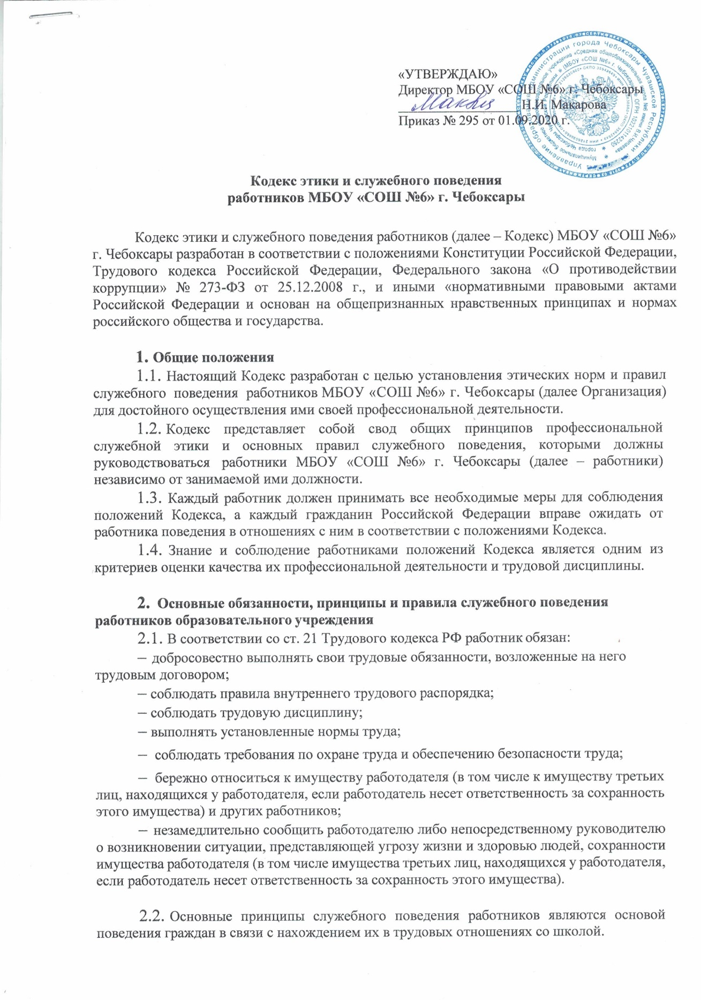 «УТВЕРЖДАЮ»
Директор МБОУ «СОШ №6» г. Чебоксары
Н.И. Макарова
Приказ № 295 от 01.09.2020 г.
Кодекс этики и служебного поведения
работников МБОУ «СОШ №6» г. Чебоксары
Кодекс этики и служебного поведения работников (далее – Кодекс) МБОУ «СОШ №6»
г. Чебоксары разработан в соответствии с положениями Конституции Российской Федерации,
Трудового кодекса Российской Федерации, Федерального закона «О противодействии
коррупции» № 273-ФЗ от 25.12.2008 г., и иными «нормативными правовыми актами
Российской Федерации и основан на общепризнанных нравственных принципах и нормах
российского общества и государства.
1. Общие положения
1.1. Настоящий Кодекс разработан с целью установления этических норм и правил
служебного поведения работников МБОУ «СОШ №6» г. Чебоксары (далее Организация)
для достойного осуществления ими своей профессиональной деятельности.
1.2. Кодекс представляет собой свод общих принципов профессиональной
служебной этики и основных правил служебного поведения, которыми должны
руководствоваться работники МБОУ «СОШ №6» г. Чебоксары (далее – работники)
независимо от занимаемой ими должности.
1.3. Каждый работник должен принимать все необходимые меры для соблюдения
положений Кодекса, а каждый гражданин Российской Федерации вправе ожидать от
работника поведения в отношениях с ним в соответствии с положениями Кодекса.
1.4. Знание и соблюдение работниками положений Кодекса является одним из
критериев оценки качества их профессиональной деятельности и трудовой дисциплины.
2. Основные обязанности, принципы и правила служебного поведения
работников образовательного учреждения
2.1. В соответствии со ст. 21 Трудового кодекса РФ работник обязан:
– добросовестно выполнять свои трудовые обязанности, возложенные на него
трудовым договором;
– соблюдать правила внутреннего трудового распорядка;
– соблюдать трудовую дисциплину;
– выполнять установленные нормы труда;
– соблюдать требования по охране труда и обеспечению безопасности труда;
– бережно относиться к имуществу работодателя (в том числе к имуществу третьих
лиц, находящихся у работодателя, если работодатель несет ответственность за сохранность
этого имущества) и других работников;
– незамедлительно сообщить работодателю либо непосредственному руководителю
о возникновении ситуации, представляющей угрозу жизни и здоровью людей, сохранности
имущества работодателя (в том числе имущества третьих лиц, находящихся у работодателя,
если работодатель несет ответственность за сохранность этого имущества).
2.2. Основные принципы служебного поведения работников являются основой
поведения граждан в связи с нахождением их в трудовых отношениях со школой.